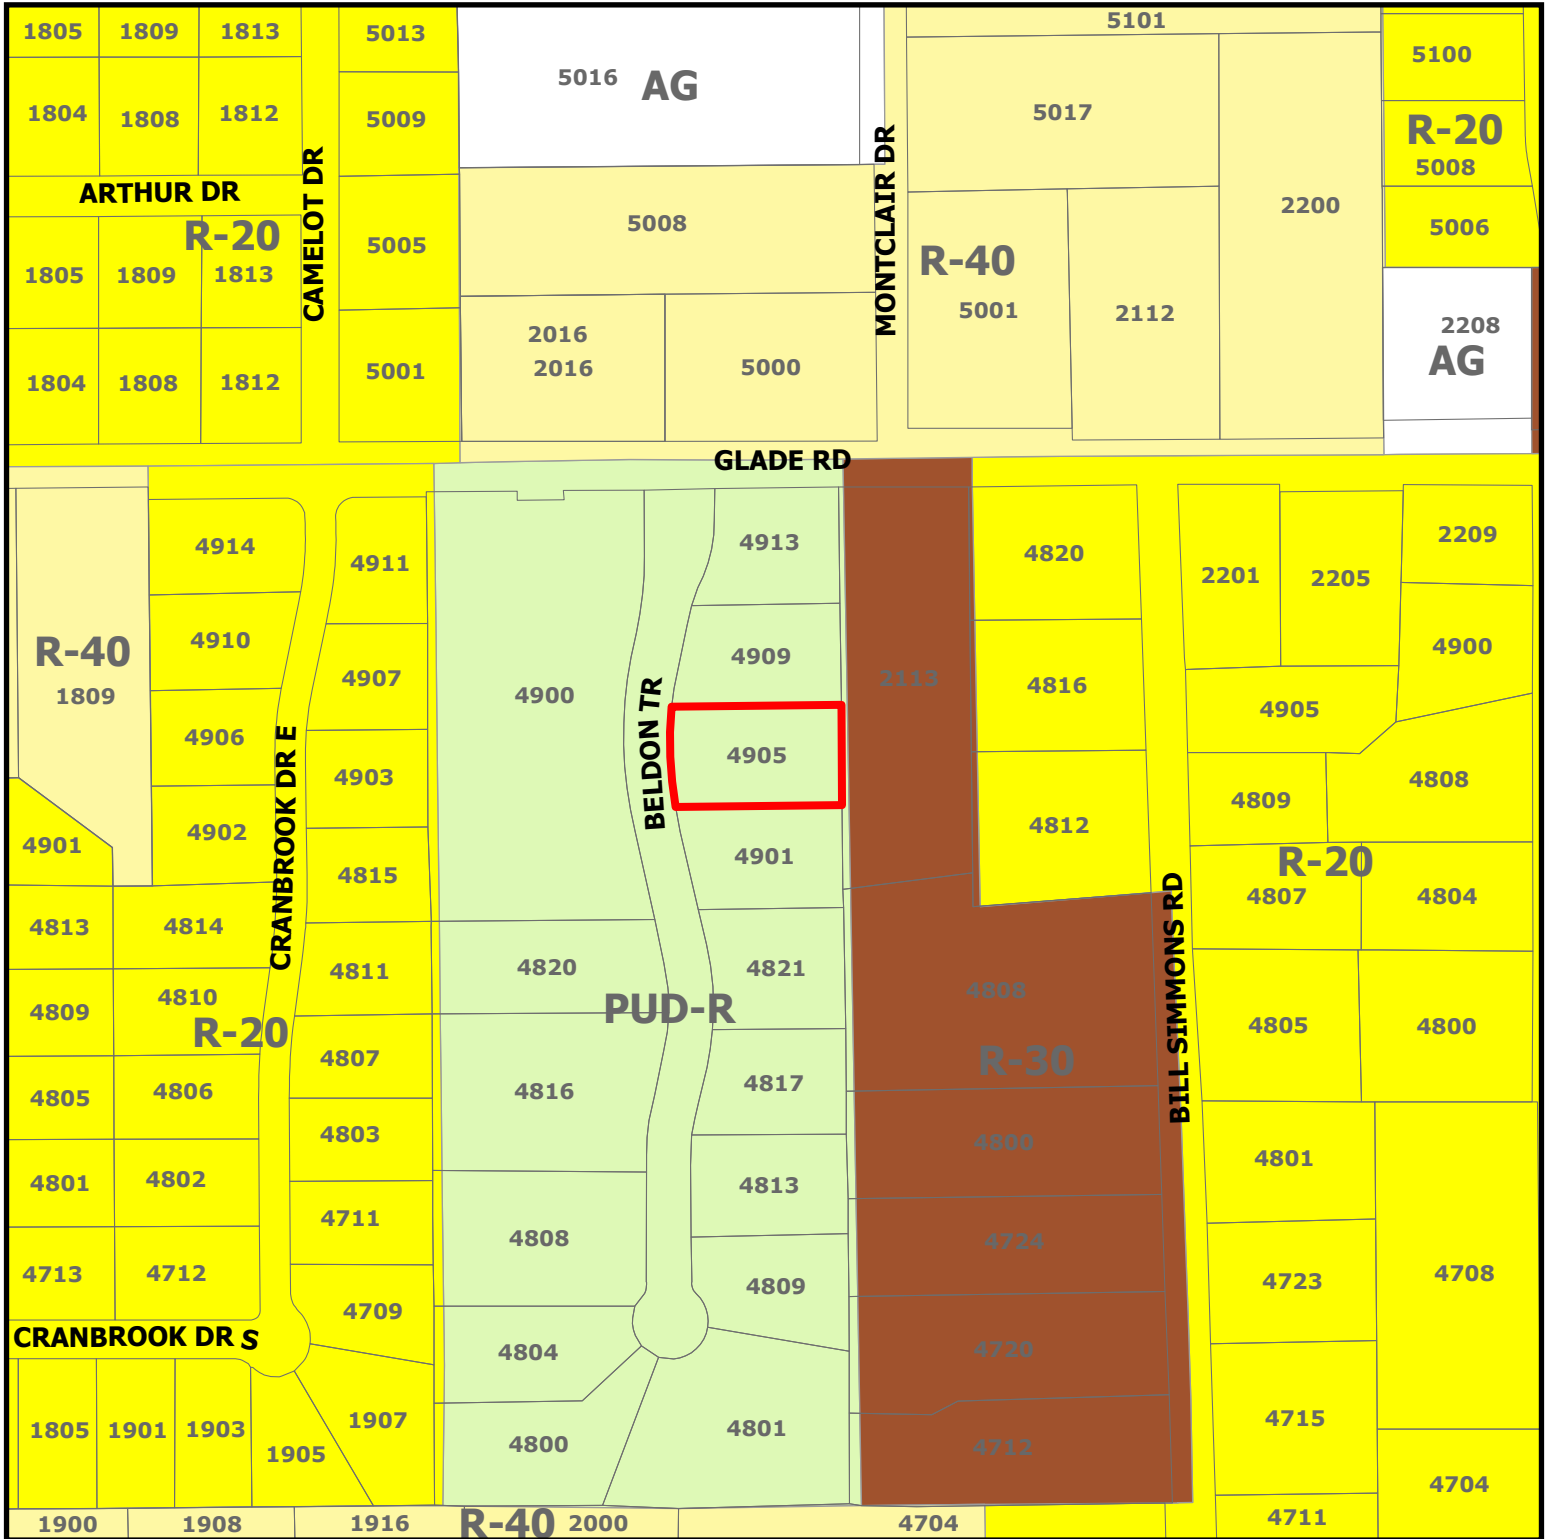 1805 1809 1813 5013 5101
5016 AG 5017 5100
1804 1808 1812 5009 R-20
5008
ARTHUR DR CAMELOT DR MONTCLAIR DR
R-20 5005 5008 R-40 2200 5006
1805 1809 1813
5001 2112 2208
2016 AG
1804 1808 1812 5001 2016 5000
GLADE RD
4914 4911 4913 4820 2201 2205 2209
R-40 4910 4907 4909 2113 4816 4900
1809 4900 4905
4906 4903 BELDON TR 4905 4808
4901 4902 CRANBROOK DR E 4901 4812 4809
4815 R-20
4813 4814 4807 4804
4811 4820 4821 BILL SIMMONS RD
4809 4810 PUD-R 4808 4805 4800
R-20 4807 R-30
4805 4806 4816 4817
4803 4800 4801
4801 4802 4813
4711 4808 4724
4713 4712 4809 4723 4708
CRANBROOK DR S 4709 4804 4720
1805 1901 1903 1905 1907 4800 4801 4712 4715 4704
1900 1908 1916 R-40 2000 4704 4711